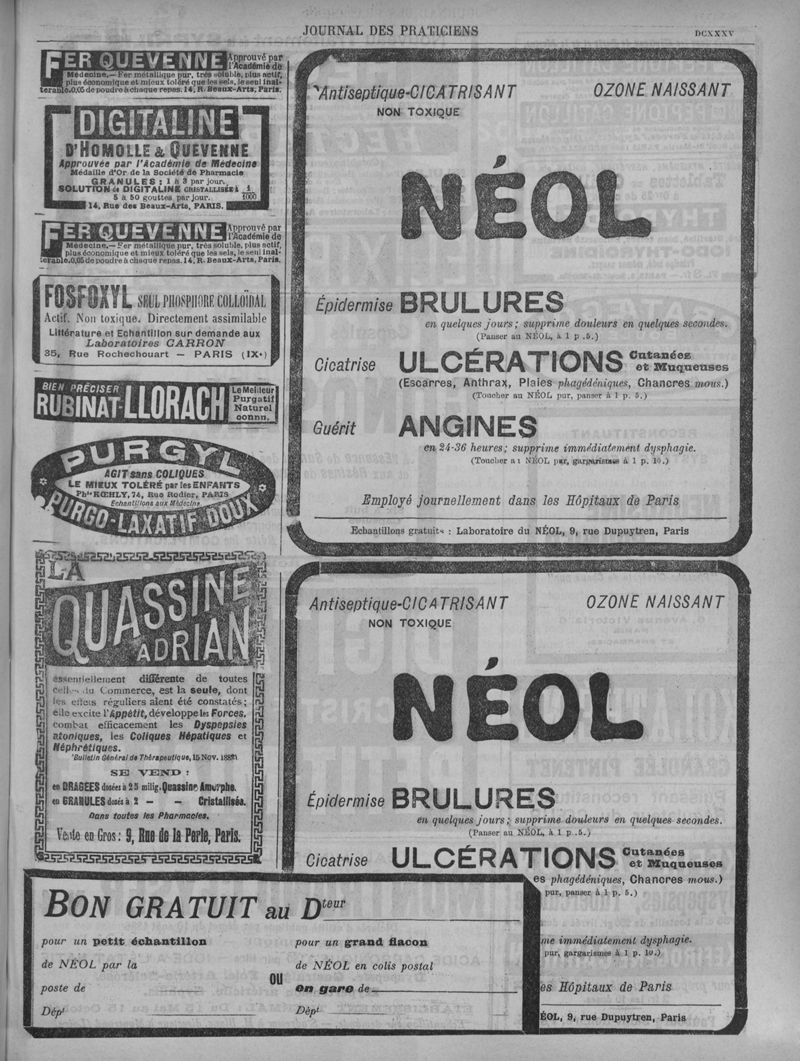 JOURNAL DES PRATICIENS
DCXXXV
FER QUEVENNE Approuvé par
l'Académie de
Médecine.—Fer métallique pur, très soluble, plus actif,
plus économique et mieux toléré que les sels, le seul inal-
térable.0,05 de poudre à chaque repas. 14, R. Beaux-Arts, Paris.
DIGITALINE
D'HOMOLLE & QUEVENNE
Approuvée par l'Académie de Médecine
Médaille d'Or de la Société de Pharmacie
GRANULES : 1 à 3 par jour.
SOLUTION de DIGITALINE CRISTALLISÉE à 1/1000
5 à 50 gouttes par jour.
14, Rue des Beaux-Arts, PARIS.
FER QUEVENNE Approuvé par
l'Académie de
Médecine.—Fer métallique pur, très soluble, plus actif,
plus économique et mieux toléré que les sels, le seul inal-
térable.0,05 de poudre à chaque repas. 14, R. Beaux-Arts, Paris.
FOSFOXYL SEUL PHOSPHORE COLLOÏDAL
Actif. Non toxique. Directement assimilable
Littérature et Echantillon sur demande aux
Laboratoires CARRON
35, Rue Rochechouart — PARIS (IXe)
BIEN PRÉCISER
RUBINAT-LLORACH
Le Meilleur
Purgatif
Naturel
connu.
PURGYL
AGIT sans COLIQUES
LE MIEUX TOLÉRÉ par les ENFANTS
Phie KŒHLY, 74, Rue Rodier, PARIS
Echantillons aux Médecins
PURGO-LAXATIF DOUX
LA
QUASSINE
ADRIAN
essentiellement différente de toutes
celles du Commerce, est la seule, dont
les effets réguliers aient été constatés;
elle excite l'Appétit, développe les Forces,
combat efficacement les Dyspepsies
atoniques, les Coliques Hépatiques et
Néphrétiques.
(Bulletin Général de Thérapeutique, 15 Nov. 1882)
SE VEND :
en DRAGÉES dosées à 25 milig. Quassine Amorphe.
en GRANULES dosés à 2 — — Cristallisée.
Dans toutes les Pharmacies.
Vente en Gros : 9, Rue de la Perle, Paris.
Antiseptique-CICATRISANT
OZONE NAISSANT
NON TOXIQUE
NÉOL
Épidermise BRULURES
en quelques jours; supprime douleurs en quelques secondes.
(Panser au NÉOL, à 1 p .5.)
Cicatrise ULCÉRATIONS Cutanées
et Muqueuses
(Escarres, Anthrax, Plaies phagédéniques, Chancres mous.)
(Toucher au NÉOL pur, panser à 1 p. 5.)
Guérit ANGINES
en 24-36 heures; supprime immédiatement dysphagie.
(Toucher au NÉOL pur, gargarismes à 1 p. 10.)
Employé journellement dans les Hôpitaux de Paris
Echantillons gratuits : Laboratoire du NÉOL, 9, rue Dupuytren, Paris
Antiseptique-CICATRISANT
OZONE NAISSANT
NON TOXIQUE
NÉOL
Épidermise BRULURES
en quelques jours; supprime douleurs en quelques secondes.
(Panser au NÉOL, à 1 p..5.)
Cicatrise ULCÉRATIONS Cutanées
et Muqueuses
es phagédéniques, Chancres mous.)
pur, panser à 1 p. 5.)
me immédiatement dysphagie.
pur, gargarismes à 1 p. 10.)
es Hôpitaux de Paris
ÉOL, 9, rue Dupuytren, Paris
BON GRATUIT au Dteur
pour un petit échantillon
de NÉOL par la
poste de
Dépt
OU
pour un grand flacon
de NÉOL en colis postal
en gare de
Dépt